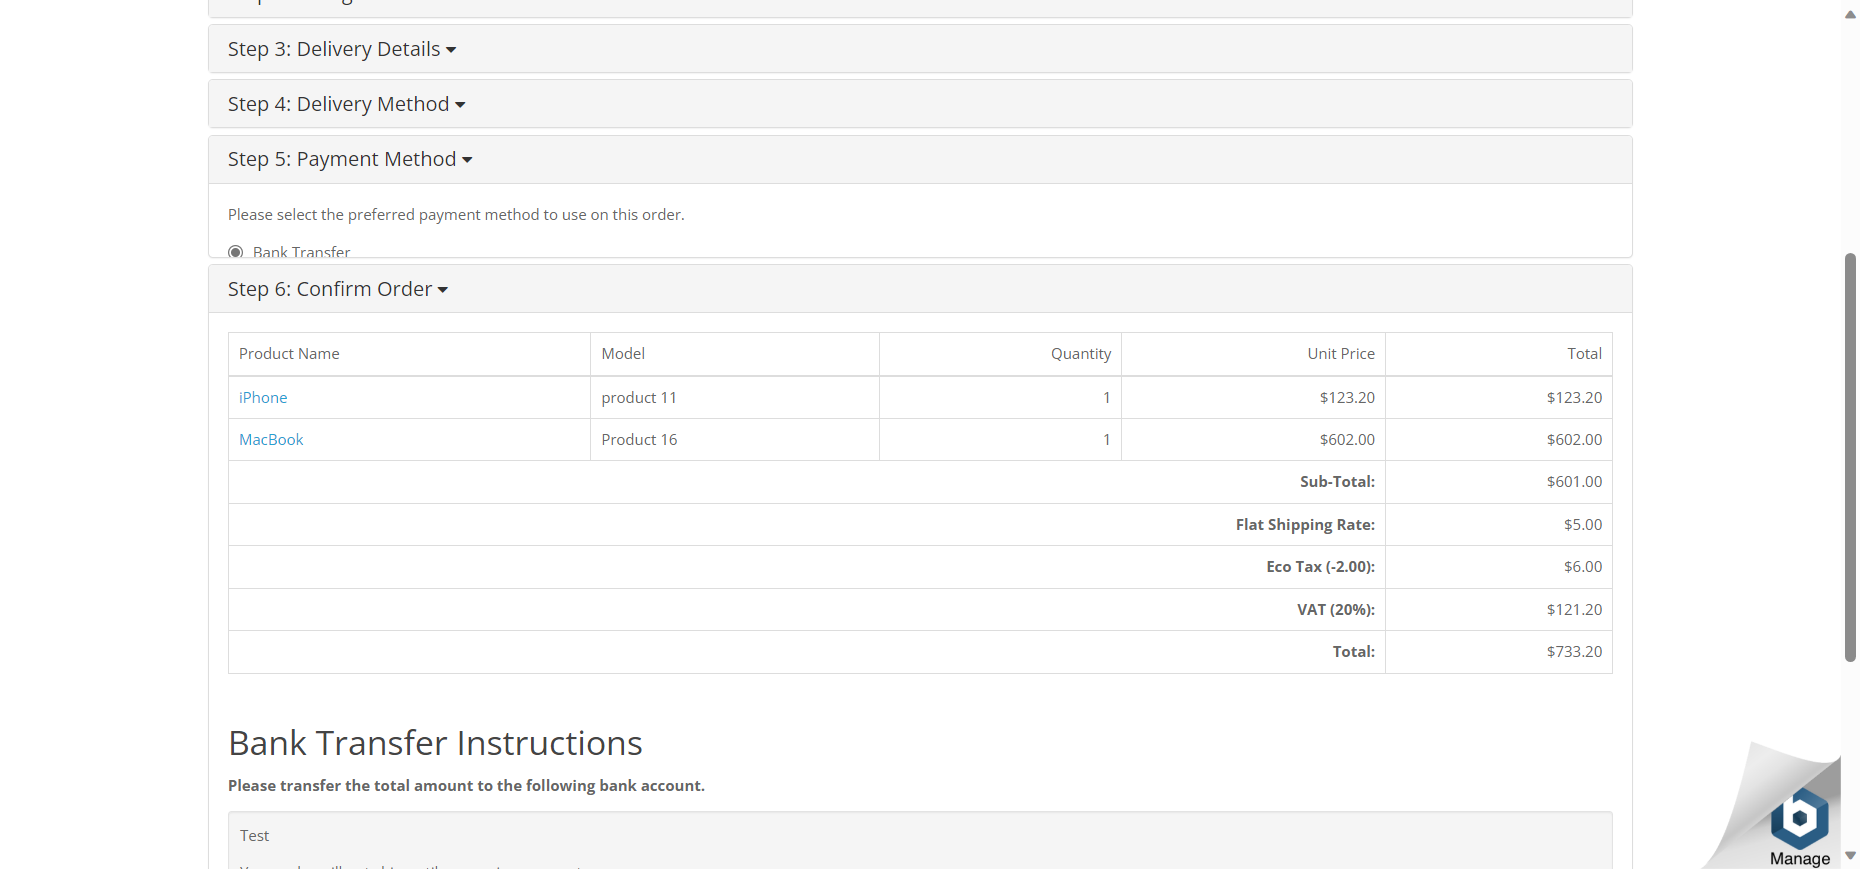 Step 3: Delivery Details
Step 4: Delivery Method
Step 5: Payment Method
Please select the preferred payment method to use on this order.
Bank Transfer
Step 6: Confirm Order
Product Name Model Quantity Unit Price Total
iPhone product 11 1 $123.20 $123.20
MacBook Product 16 1 $602.00 $602.00
Sub-Total: $601.00
Flat Shipping Rate: $5.00
Eco Tax (-2.00): $6.00
VAT (20%): $121.20
Total: $733.20
Bank Transfer Instructions
Please transfer the total amount to the following bank account.
Test
Manage